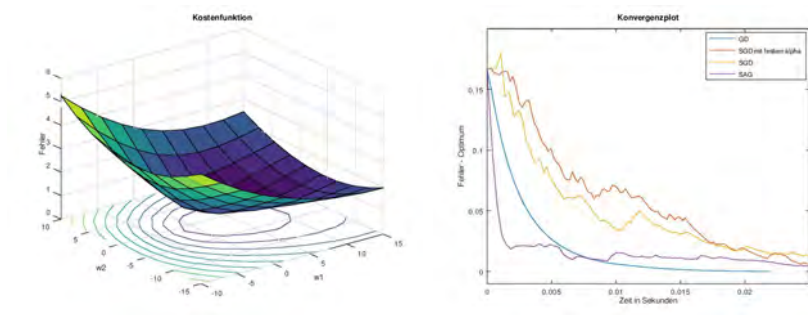 Kostenfunktion
6
5
4
3
2
1
0
Fehler
10
5
0
-5
-10
-15
w2
-10
-5
0
5
10
15
w1
Konvergenzplot
GD
SGD mit festem alpha
SGD
SAG
0.15
0.1
0.05
0
Fehler - Optimum
0
0.005
0.01
0.015
0.02
Zeit in Sekunden